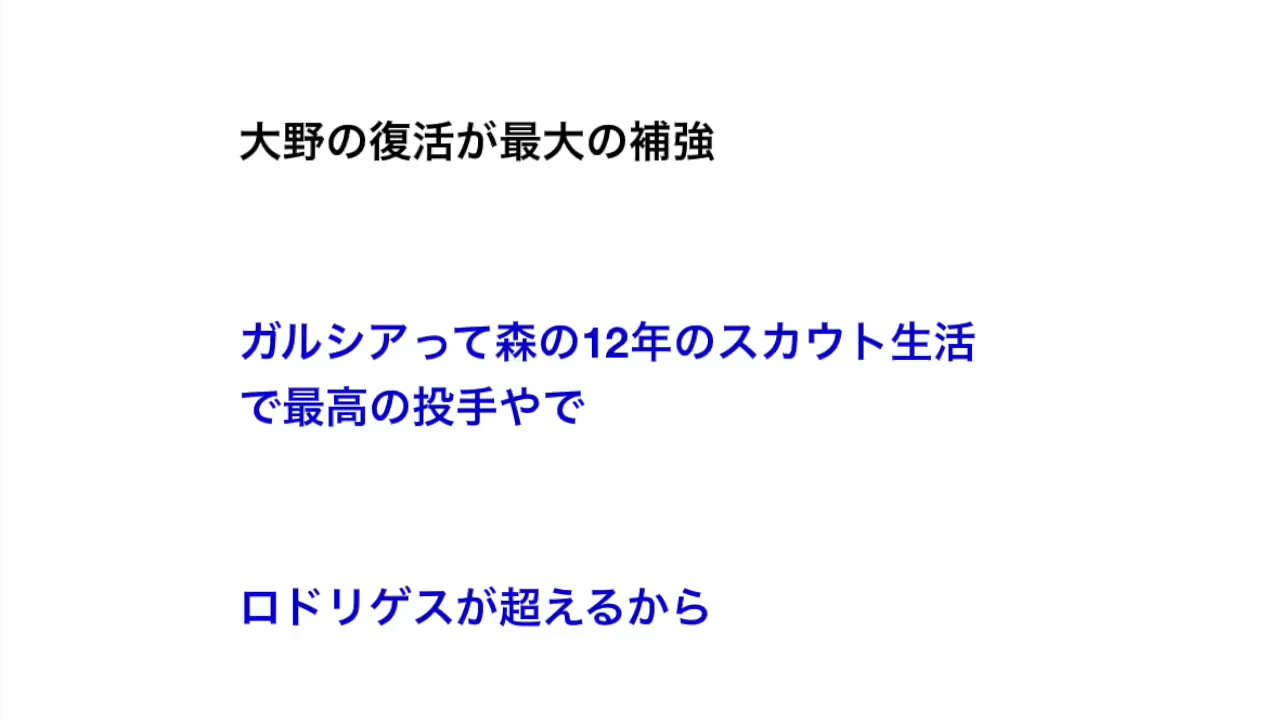 大野の復活が最大の補強
ガルシアって森の12年のスカウト生活
で最高の投手やで
ロドリゲスが超えるから